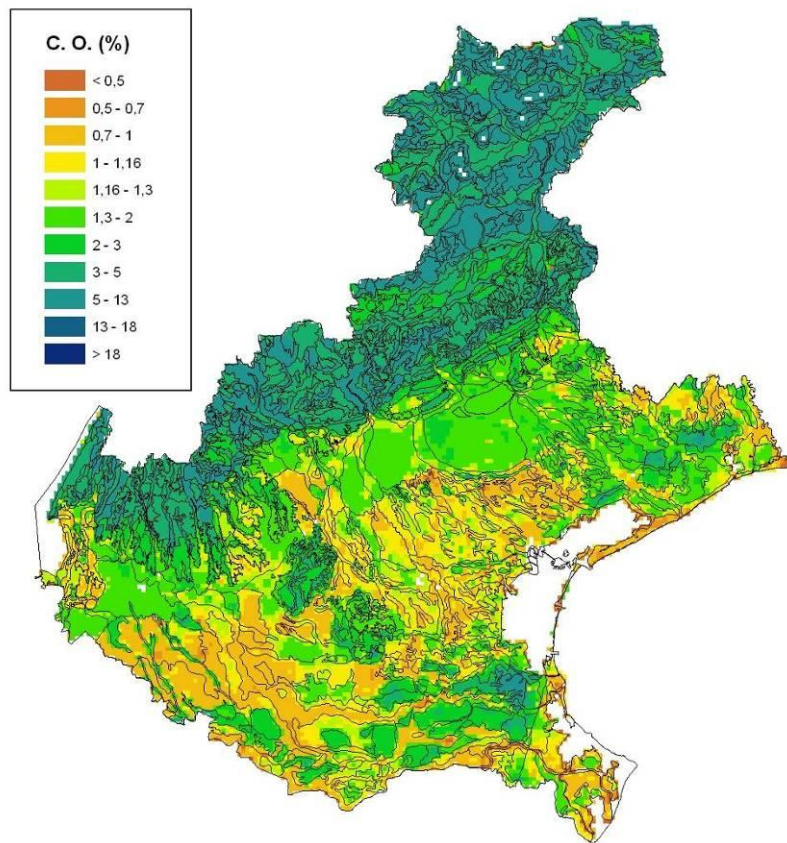 C. O. (%)
< 0,5
0,5 - 0,7
0,7 - 1
1 - 1,16
1,16 - 1,3
1,3 - 2
2 - 3
3 - 5
5 - 13
13 - 18
> 18